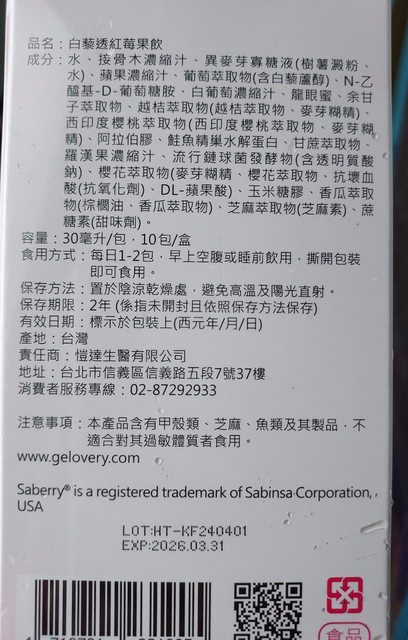 品名：白藜透紅莓果飲
成分：水、接骨木濃縮汁、異麥芽寡糖液(樹薯澱粉、
水)、蘋果濃縮汁、葡萄萃取物(含白藜蘆醇)、N-乙
醯基-D-葡萄糖胺、白葡萄濃縮汁、龍眼蜜、余甘
子萃取物、越桔萃取物(越桔萃取物、麥芽糊精)、
西印度櫻桃萃取物(西印度櫻桃萃取物、麥芽糊
精)、阿拉伯膠、鮭魚精巢水解蛋白、甘蔗萃取物、
羅漢果濃縮汁、流行鏈球菌發酵物(含透明質酸
鈉)、櫻花萃取物(麥芽糊精、櫻花萃取物、抗壞血
酸(抗氧化劑)、DL-蘋果酸)、玉米糖膠、香瓜萃取
物(棕櫚油、香瓜萃取物)、芝麻萃取物(芝麻素)、蔗
糖素(甜味劑)。
容量：30毫升/包，10包/盒
食用方式：每日1-2包，早上空腹或睡前飲用，撕開包裝
即可食用。
保存方法：置於陰涼乾燥處，避免高溫及陽光直射。
保存期限：2年 (係指未開封且依照保存方法保存)
有效日期：標示於包裝上(西元年/月/日)
產地：台灣
責任商：愷達生醫有限公司
地址：台北市信義區信義路五段7號37樓
消費者服務專線：02-87292933
注意事項：本產品含有甲殼類、芝麻、魚類及其製品，不
適合對其過敏體質者食用。
www.gelovery.com
Saberry® is a registered trademark of Sabinsa Corporation,
USA
LOT:HT-KF240401
EXP:2026.03.31
食品